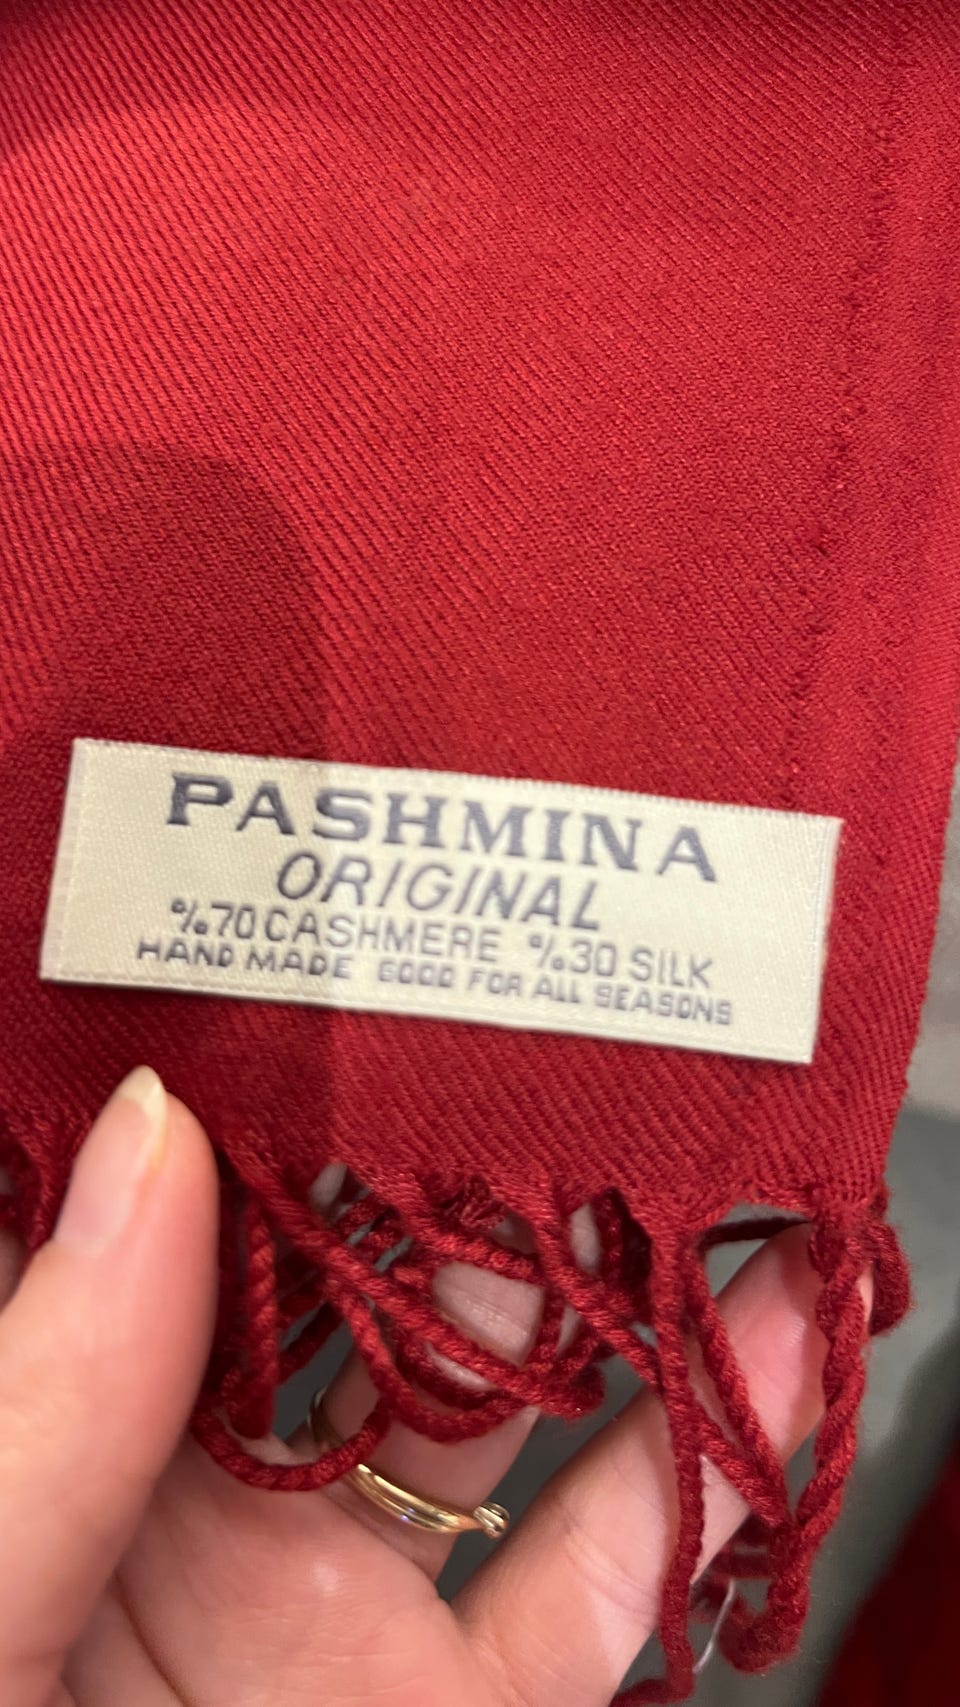 PASHMINA
ORIGINAL
%70 CASHMERE %30 SILK
HAND MADE GOOD FOR ALL SEASONS